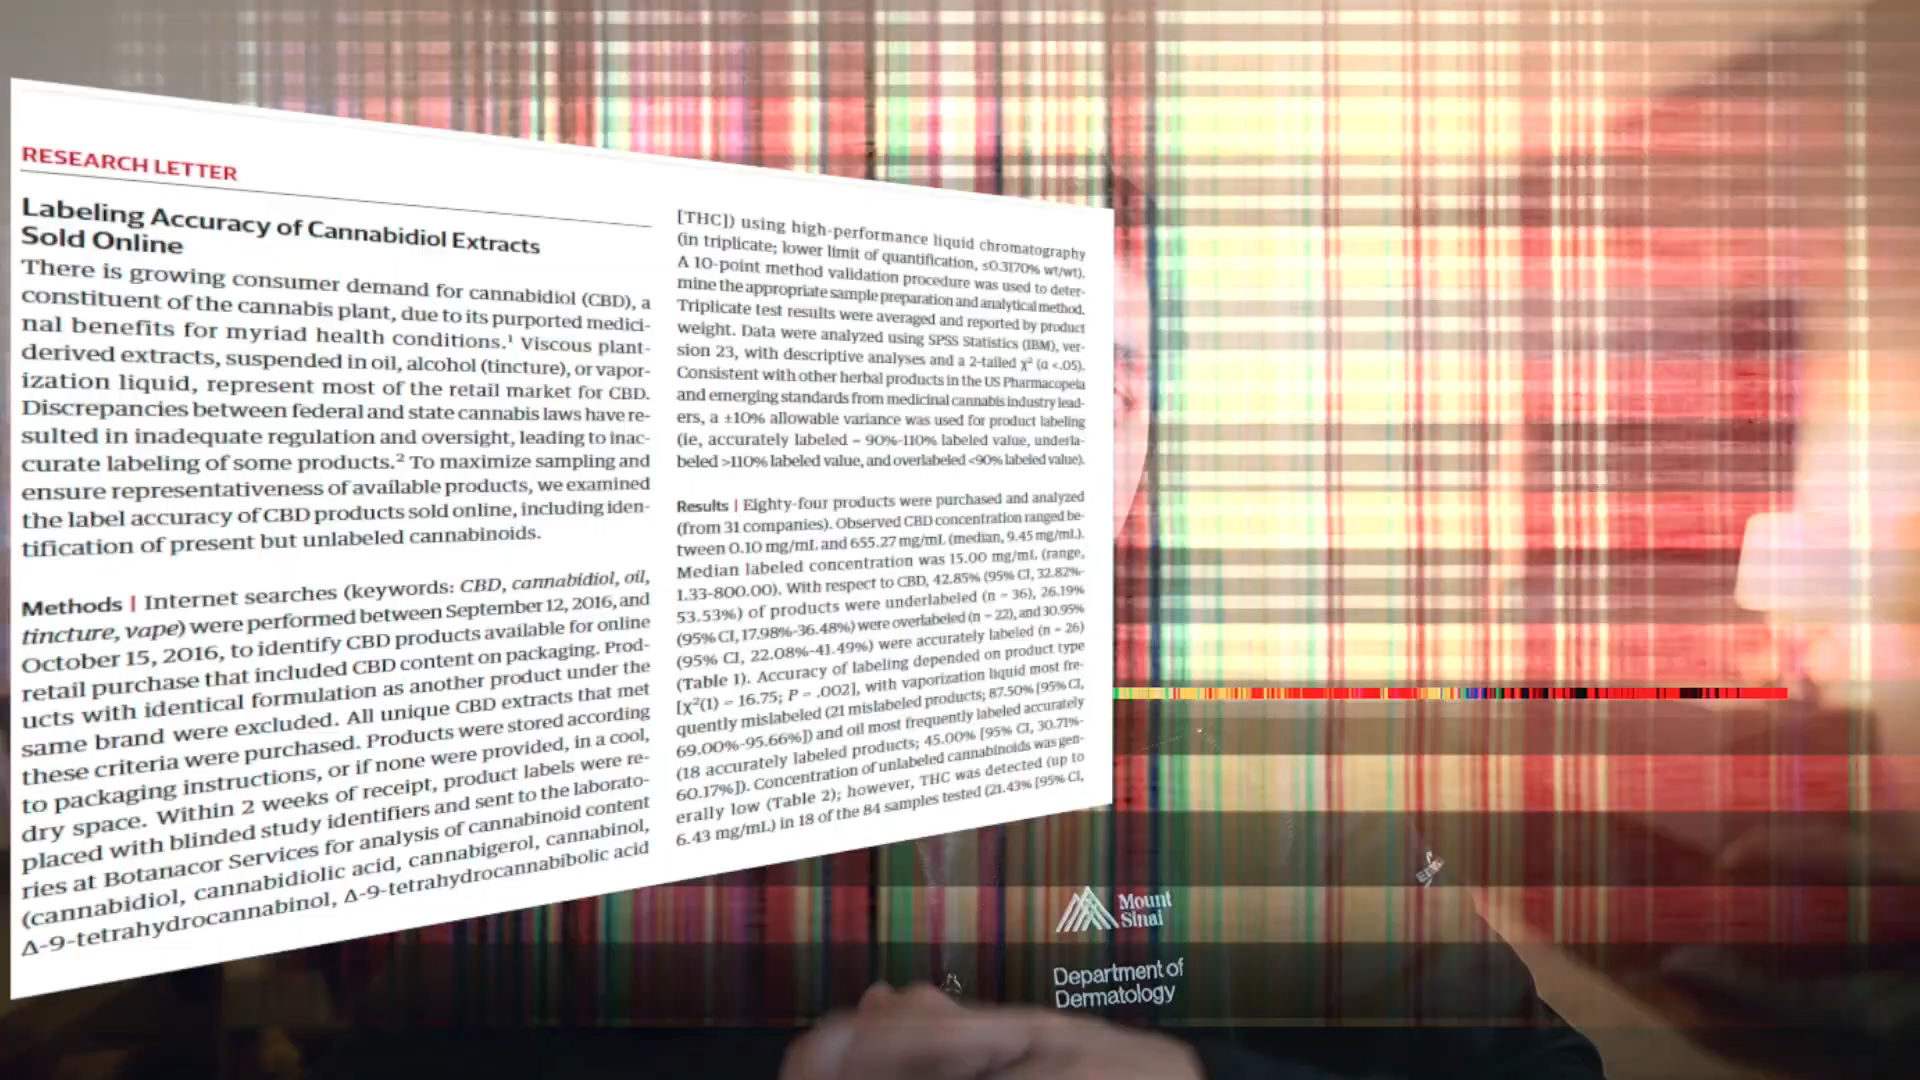 RESEARCH LETTER
Labeling Accuracy of Cannabidiol Extracts
Sold Online
There is growing consumer demand for cannabidiol (CBD), a
constituent of the cannabis plant, due to its purported medici-
nal benefits for myriad health conditions.¹ Viscous plant-
derived extracts, suspended in oil, alcohol (tincture), or vapor-
ization liquid, represent most of the retail market for CBD.
Discrepancies between federal and state cannabis laws have re-
sulted in inadequate regulation and oversight, leading to inac-
curate labeling of some products.² To maximize sampling and
ensure representativeness of available products, we examined
the label accuracy of CBD products sold online, including iden-
tification of present but unlabeled cannabinoids.
Methods | Internet searches (keywords: CBD, cannabidiol, oil,
tincture, vape) were performed between September 12, 2016, and
October 15, 2016, to identify CBD products available for online
retail purchase that included CBD content on packaging. Prod-
ucts with identical formulation as another product under the
same brand were excluded. All unique CBD extracts that met
these criteria were purchased. Products were stored according
to packaging instructions, or if none were provided, in a cool,
dry space. Within 2 weeks of receipt, product labels were re-
placed with blinded study identifiers and sent to the laborato-
ries at Botanacor Services for analysis of cannabinoid content
(cannabidiol, cannabidiolic acid, cannabigerol, cannabinol,
Δ-9-tetrahydrocannabinol, Δ-9-tetrahydrocannabibolic acid
[THC]) using high-performance liquid chromatography
(in triplicate; lower limit of quantification, ≤0.3170% wt/wt).
A 10-point method validation procedure was used to deter-
mine the appropriate sample preparation and analytical method.
Triplicate test results were averaged and reported by product
weight. Data were analyzed using SPSS Statistics (IBM), ver-
sion 23, with descriptive analyses and a 2-tailed χ² (α <.05).
Consistent with other herbal products in the US Pharmacopeia
and emerging standards from medicinal cannabis industry lead-
ers, a ±10% allowable variance was used for product labeling
(ie, accurately labeled = 90%-110% labeled value, underla-
beled >110% labeled value, and overlabeled <90% labeled value).
Results | Eighty-four products were purchased and analyzed
(from 31 companies). Observed CBD concentration ranged be-
tween 0.10 mg/mL and 655.27 mg/mL (median, 9.45 mg/mL).
Median labeled concentration was 15.00 mg/mL (range,
1.33-800.00). With respect to CBD, 42.85% (95% CI, 32.82%-
53.53%) of products were underlabeled (n = 36), 26.19%
(95% CI, 17.98%-36.48%) were overlabeled (n = 22), and 30.95%
(95% CI, 22.08%-41.49%) were accurately labeled (n = 26)
(Table 1). Accuracy of labeling depended on product type
[χ²(1) = 16.75; P = .002], with vaporization liquid most fre-
quently mislabeled (21 mislabeled products; 87.50% [95% CI,
69.00%-95.66%]) and oil most frequently labeled accurately
(18 accurately labeled products; 45.00% [95% CI, 30.71%-
60.17%]). Concentration of unlabeled cannabinoids was gen-
erally low (Table 2); however, THC was detected (up to
6.43 mg/mL) in 18 of the 84 samples tested (21.43% [95% CI,
Mount
Sinai
Department of
Dermatology